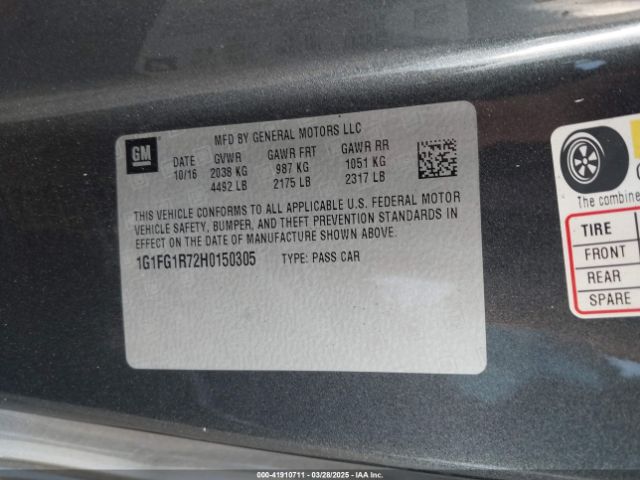 GM
MFD BY GENERAL MOTORS LLC
DATE GVWR GAWR FRT GAWR RR
10/16 2038 KG 987 KG 1051 KG
4492 LB 2175 LB 2317 LB
THIS VEHICLE CONFORMS TO ALL APPLICABLE U.S. FEDERAL MOTOR
VEHICLE SAFETY, BUMPER, AND THEFT PREVENTION STANDARDS IN
EFFECT ON THE DATE OF MANUFACTURE SHOWN ABOVE.
1G1FG1R72H0150305 TYPE: PASS CAR
The combine
TIRE
FRONT
REAR
SPARE
00-41910711 — 03/28/2025 — IAA Inc.